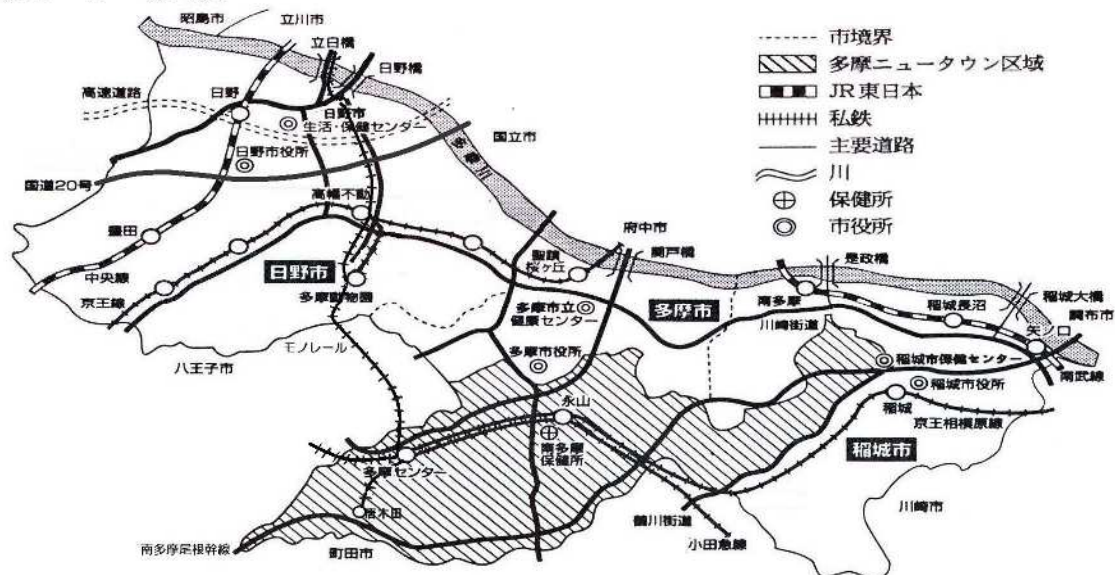 昭島市
立川市
立日橋
日野橋
高速道路
日野
日野市
生活・保健センター
国立市
日野市役所
多摩川
国道20号
高幡不動
豊田
中央線
京王線
日野市
多摩動物園
モノレール
八王子市
府中市
関戸橋
聖蹟
桜ヶ丘
多摩市立
健康センター
多摩市
多摩市役所
是政橋
南多摩
川崎街道
稲城長沼
稲城大橋
調布市
矢ノ口
南武線
稲城市保健センター
稲城市役所
稲城
京王相模原線
稲城市
川崎市
永山
南多摩
保健所
多摩センター
唐木田
南多摩尾根幹線
町田市
鶴川街道
小田急線
市境界
多摩ニュータウン区域
JR東日本
私鉄
主要道路
川
保健所
市役所